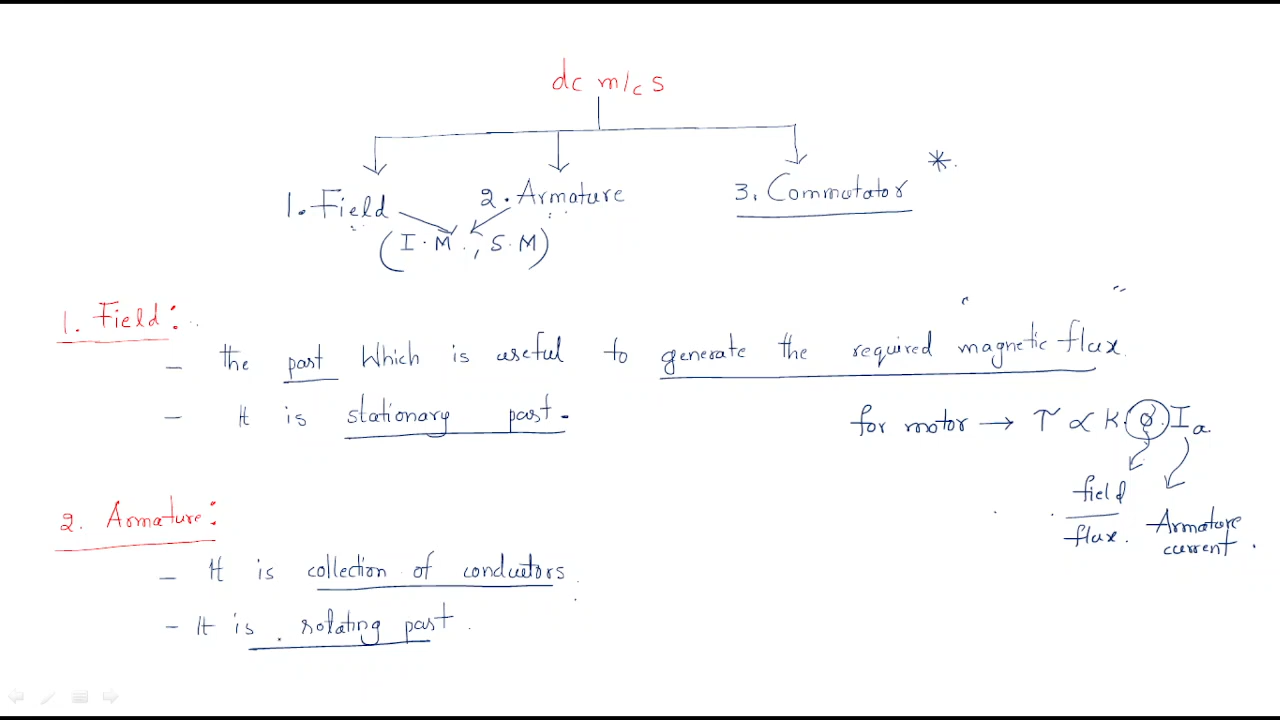 dc m/c s
1. Field 2. Armature 3. Commutator *
(I.M., S.M)
1. Field:
- the part which is useful to generate the required magnetic flux.
- It is stationary part.
for motor → τ ∝ K φ Ia
field flux. Armature current.
2. Armature:
- It is collection of conductors.
- It is rotating part.